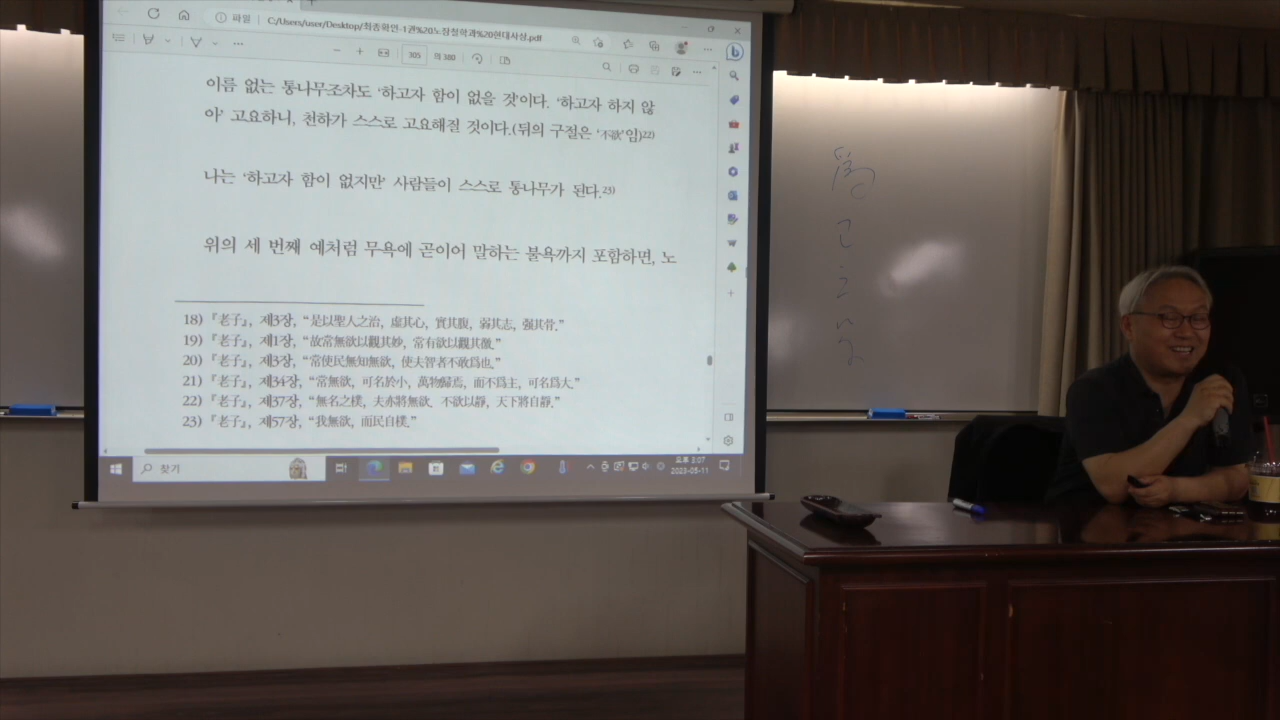 파일
C:/Users/user/Desktop/최종확인-1권%20노장철학과%20현대사상.pdf
305 의 380
이름 없는 통나무조차도 ‘하고자 함이 없을 것’이다. ‘하고자 하지 않
아’ 고요하니, 천하가 스스로 고요해질 것이다.(뒤의 구절은 ‘不欲’임)22)
나는 ‘하고자 함이 없지만’ 사람들이 스스로 통나무가 된다.23)
위의 세 번째 예처럼 무욕에 곧이어 말하는 불욕까지 포함하면, 노
18) 『老子』, 제3장, “是以聖人之治, 虛其心, 實其腹, 弱其志, 强其骨.”
19) 『老子』, 제1장, “故常無欲以觀其妙, 常有欲以觀其徼.”
20) 『老子』, 제3장, “常使民無知無欲, 使夫智者不敢爲也.”
21) 『老子』, 제34장, “常無欲, 可名於小, 萬物歸焉, 而不爲主, 可名爲大.”
22) 『老子』, 제37장, “無名之樸, 夫亦將無欲. 不欲以靜, 天下將自靜.”
23) 『老子』, 제57장, “我無欲, 而民自樸.”
찾기
오후 3:07
2023-05-11